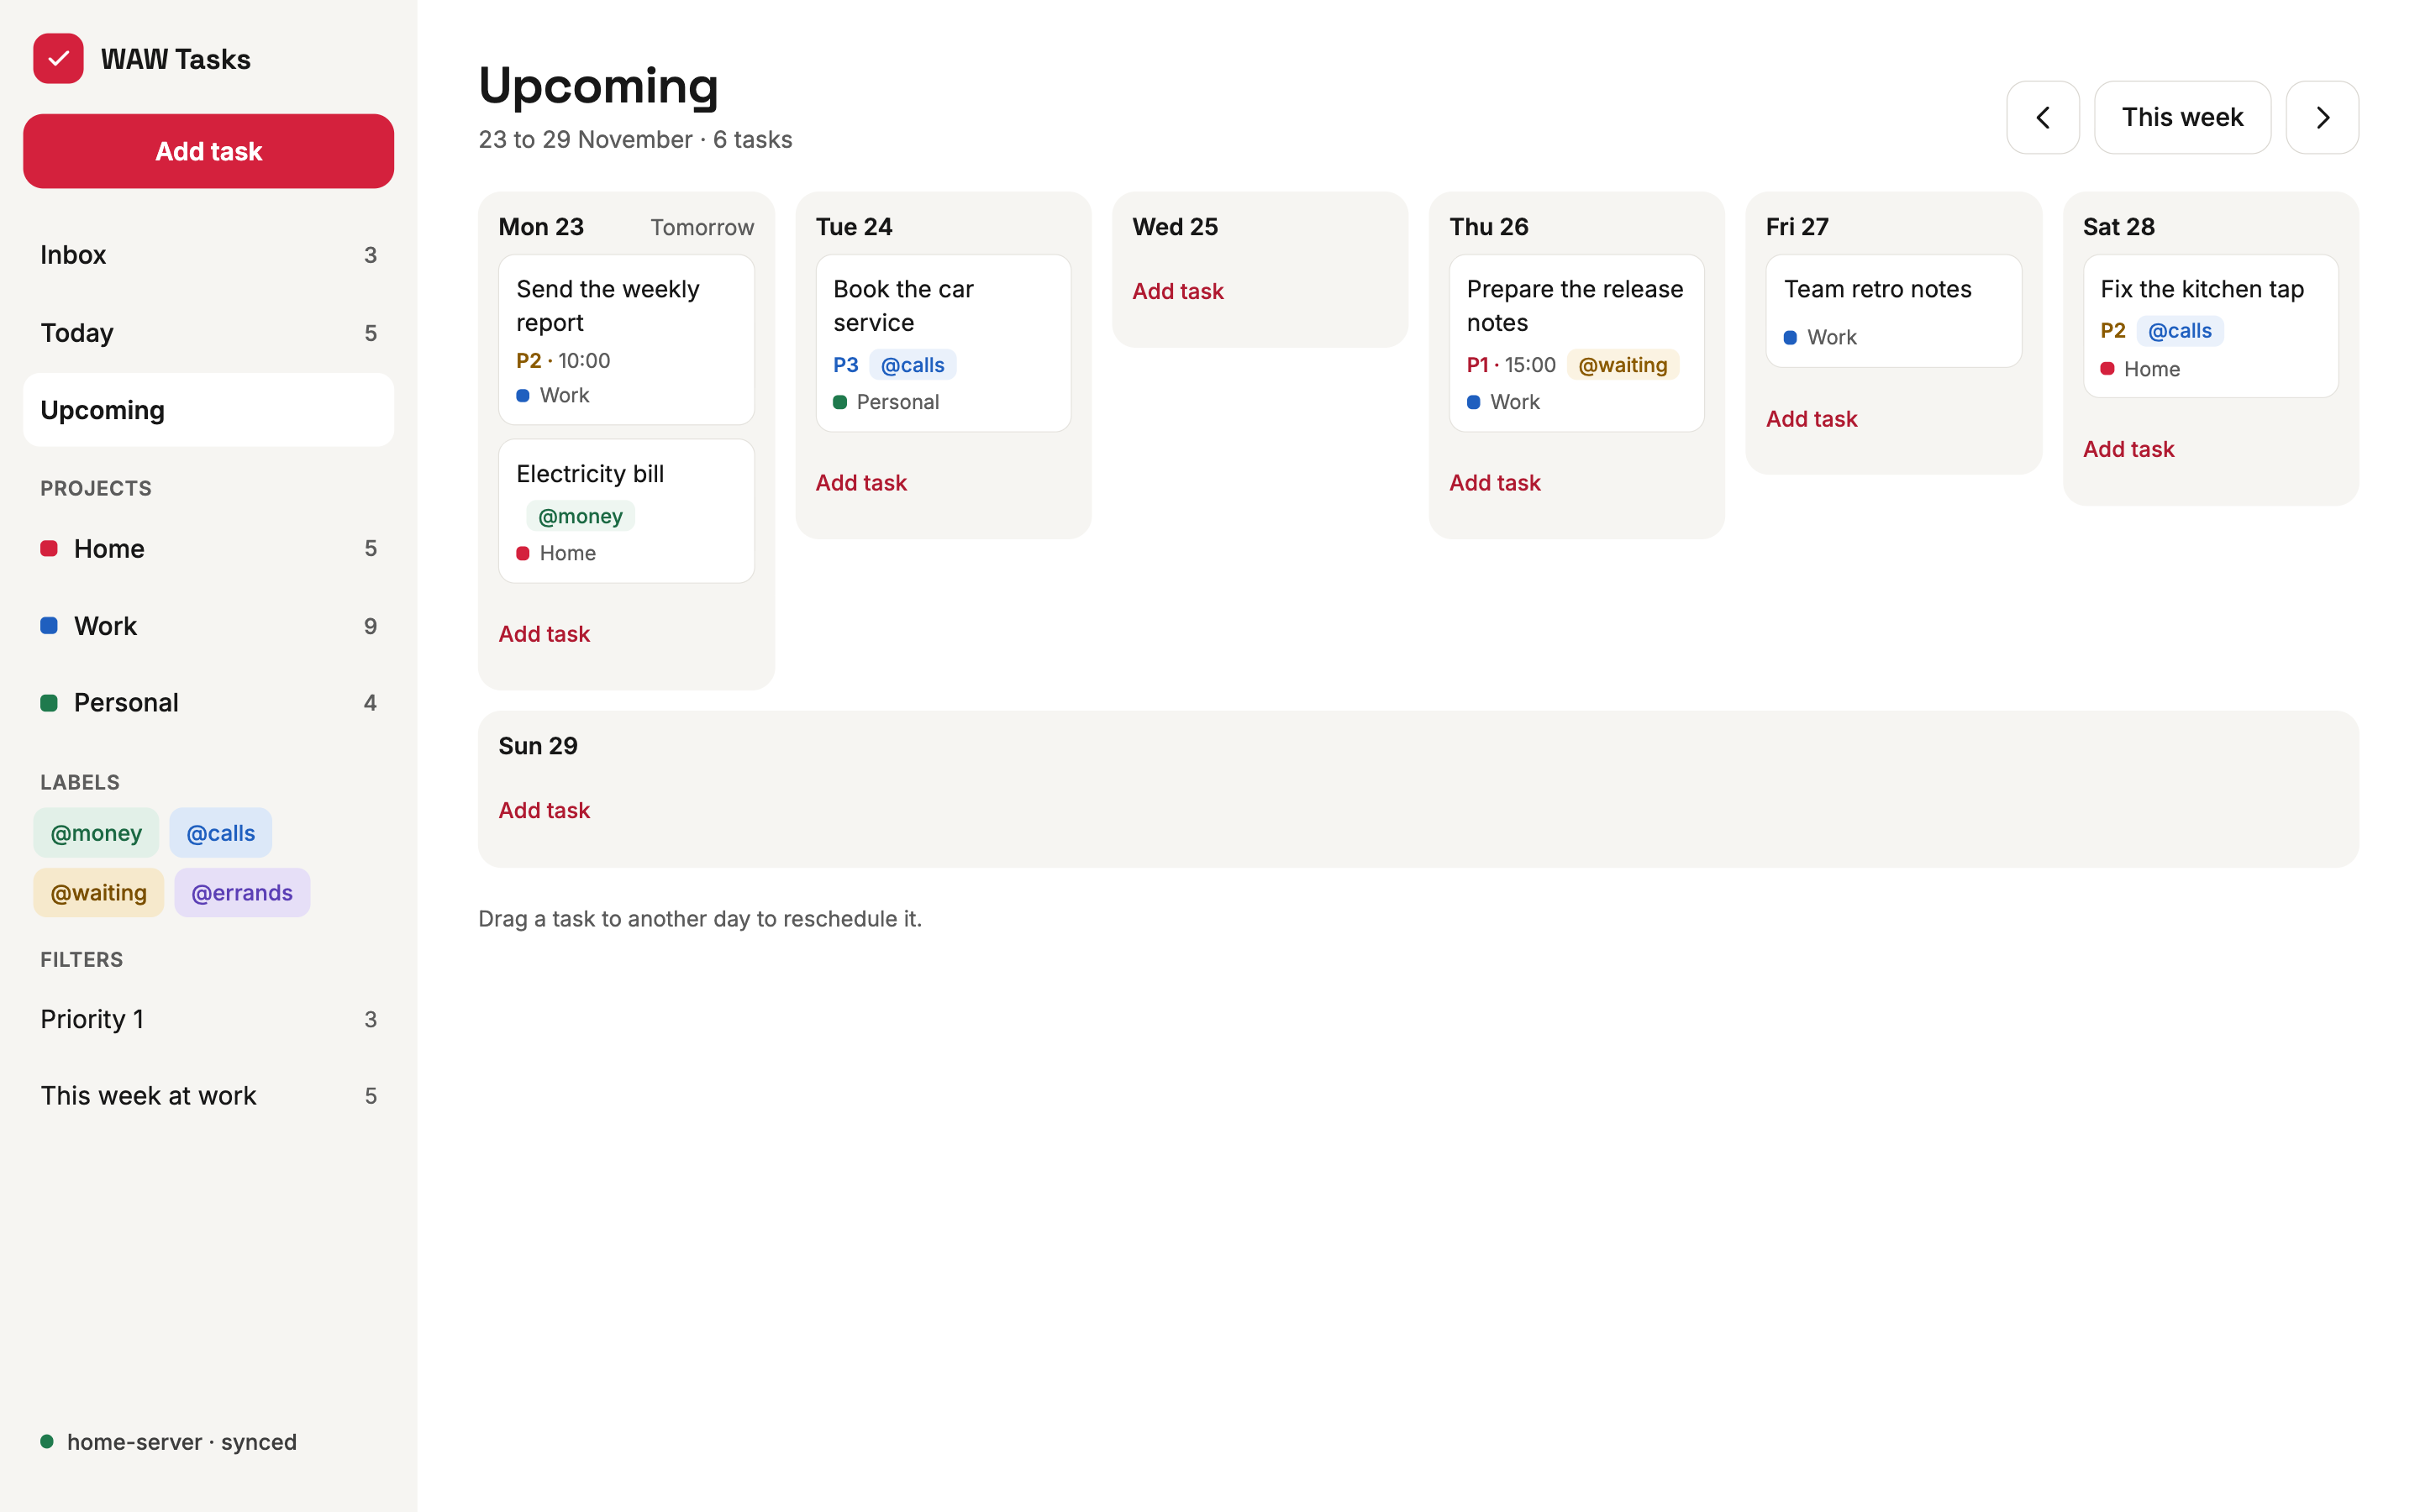 WAW Tasks
Add task
Inbox 3
Today 5
Upcoming
PROJECTS
Home 5
Work 9
Personal 4
LABELS
@money @calls
@waiting @errands
FILTERS
Priority 1 3
This week at work 5
home-server · synced
Upcoming
23 to 29 November · 6 tasks
This week
Mon 23 Tomorrow
Send the weekly
report
P2 · 10:00
Work
Electricity bill
@money
Home
Add task
Tue 24
Book the car
service
P3 @calls
Personal
Add task
Wed 25
Add task
Thu 26
Prepare the release
notes
P1 · 15:00 @waiting
Work
Add task
Fri 27
Team retro notes
Work
Add task
Sat 28
Fix the kitchen tap
P2 @calls
Home
Add task
Sun 29
Add task
Drag a task to another day to reschedule it.